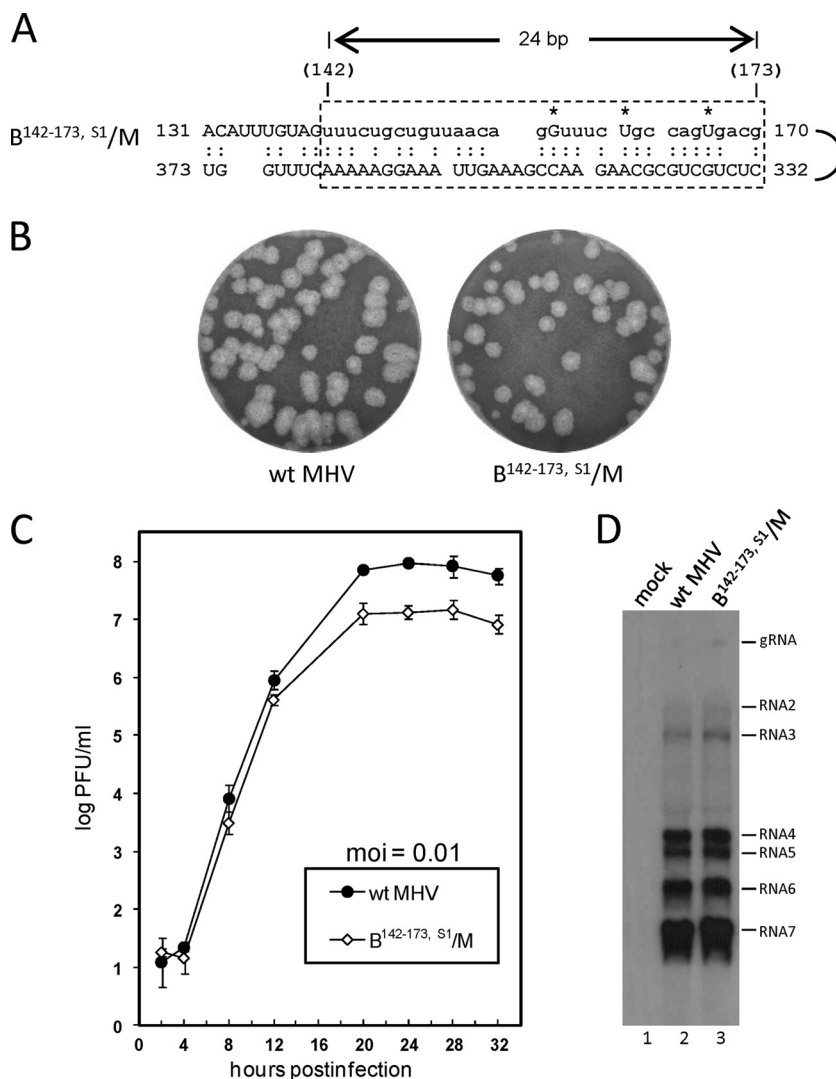 A
24 bp
(142) (173)
* * *
B142-173, S1/M 131 ACAUUUGUAGuuucugcuguuaaca gGuuuc Ugc cagUgacg 170
373 UG GUUUCAAAAAGGAAA UUGAAAGCCAA GAACGCGUCGUCUC 332
B
wt MHV B142-173, S1/M
C
log PFU/ml
8
7
6
5
4
3
2
1
0
moi = 0.01
wt MHV
B142-173, S1/M
0 4 8 12 16 20 24 28 32
hours postinfection
D
mock wt MHV B142-173, S1/M
gRNA
RNA2
RNA3
RNA4
RNA5
RNA6
RNA7
1 2 3